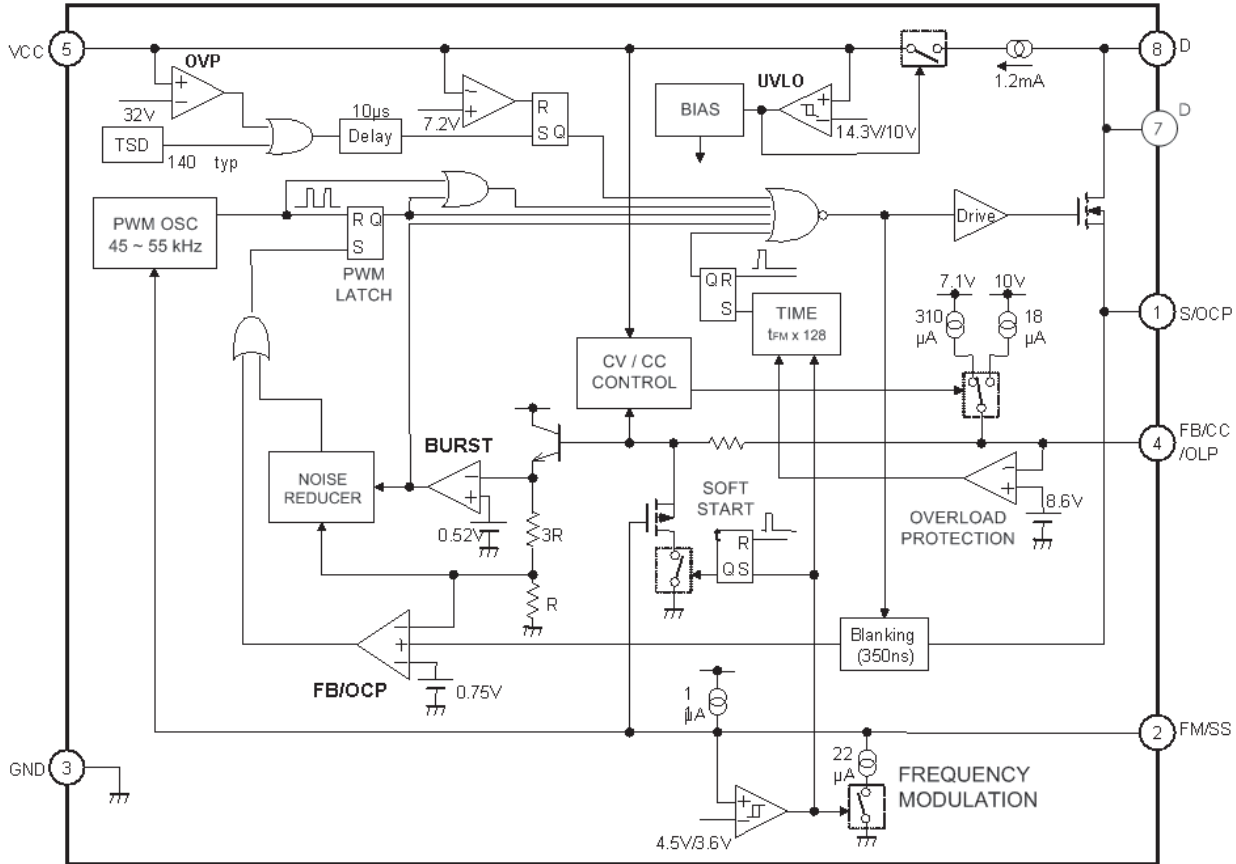 VCC 5
OVP
+
−
32V
TSD
140 typ
10µs
Delay
−
+
7.2V
R
S Q
UVLO
BIAS
+
−
14.3V/10V
1.2mA
8 D
D
7
PWM OSC
45 ~ 55 kHz
R Q
S
PWM
LATCH
Drive
Q R
S
TIME
tFM x 128
7.1V
10V
310
µA
18
µA
1 S/OCP
CV / CC
CONTROL
4 FB/CC
/OLP
BURST
−
+
0.52V
NOISE
REDUCER
3R
R
SOFT
START
R
Q S
−
+
8.6V
OVERLOAD
PROTECTION
Blanking
(350ns)
−
+
−
0.75V
FB/OCP
µA
2 FM/SS
22
µA
FREQUENCY
MODULATION
+
−
4.5V/3.6V
GND 3